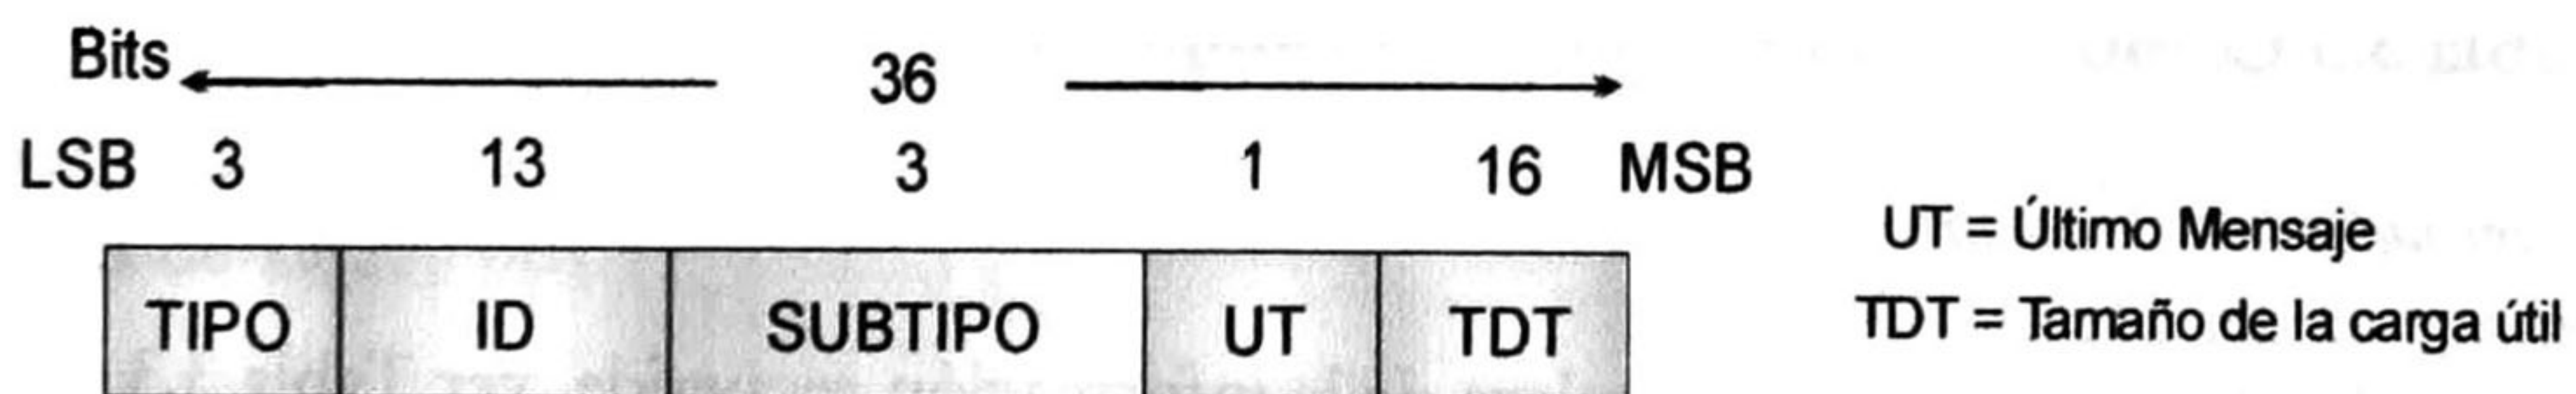 Bits 36
LSB 3 13 3 1 16 MSB
UT = Último Mensaje
TIPO ID SUBTIPO UT TDT
TDT = Tamaño de la carga útil